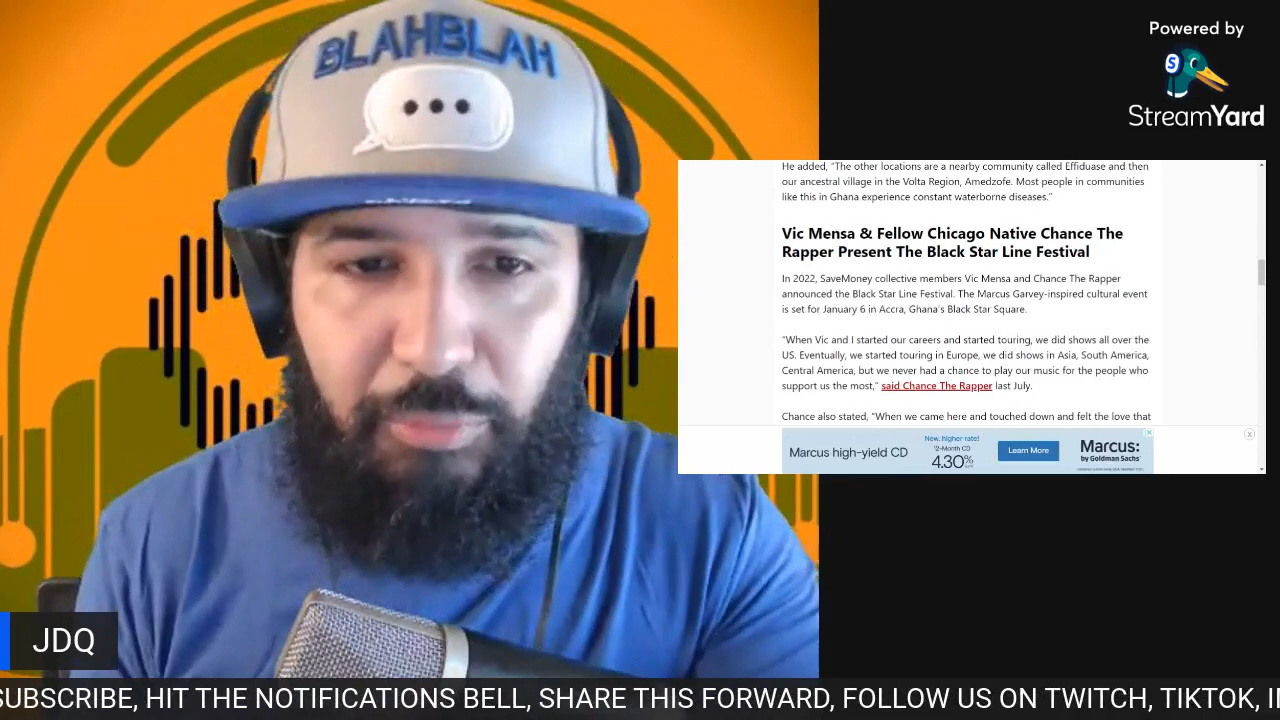 BLAHBLAH
Powered by
StreamYard
He added, “The other locations are a nearby community called Effiduase and then
our ancestral village in the Volta Region, Amedzofe. Most people in communities
like this in Ghana experience constant waterborne diseases.”
Vic Mensa & Fellow Chicago Native Chance The
Rapper Present The Black Star Line Festival
In 2022, SaveMoney collective members Vic Mensa and Chance The Rapper
announced the Black Star Line Festival. The Marcus Garvey-inspired cultural event
is set for January 6 in Accra, Ghana’s Black Star Square.
“When Vic and I started our careers and started touring, we did shows all over the
US. Eventually, we started touring in Europe, we did shows in Asia, South America,
Central America, but we never had a chance to play our music for the people who
support us the most,” said Chance The Rapper last July.
Chance also stated, “When we came here and touched down and felt the love that
Marcus high-yield CD
New, higher rate!
12-Month CD
4.30%
Learn More
Marcus:
by Goldman Sachs
JDQ
SUBSCRIBE, HIT THE NOTIFICATIONS BELL, SHARE THIS FORWARD, FOLLOW US ON TWITCH, TIKTOK,